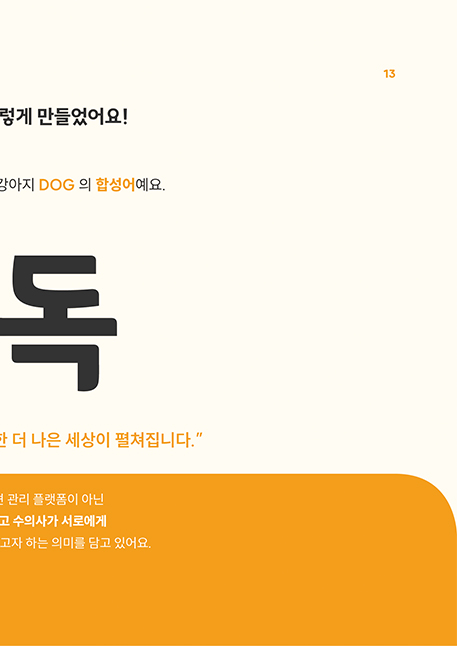 13
렇게 만들었어요!
강아지 DOG 의 합성어예요.
독
한 더 나은 세상이 펼쳐집니다.”
관리 플랫폼이 아닌
고 수의사가 서로에게
고자 하는 의미를 담고 있어요.